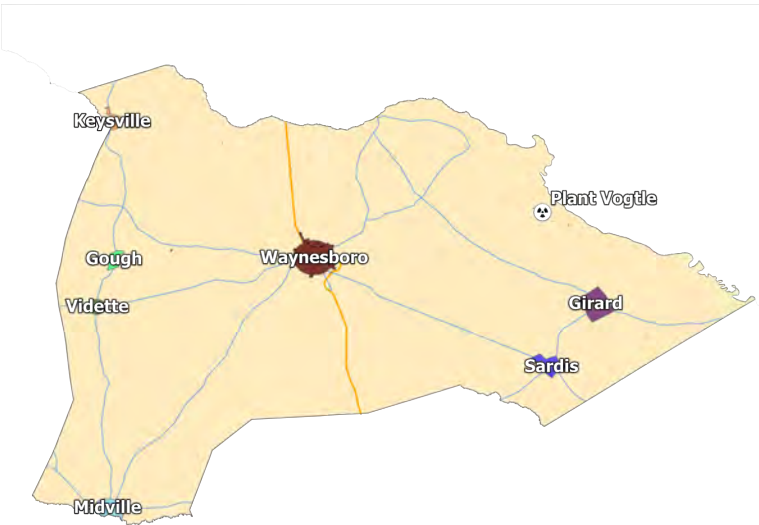 Keysville
Plant Vogtle
Gough
Waynesboro
Vidette
Girard
Sardis
Midville